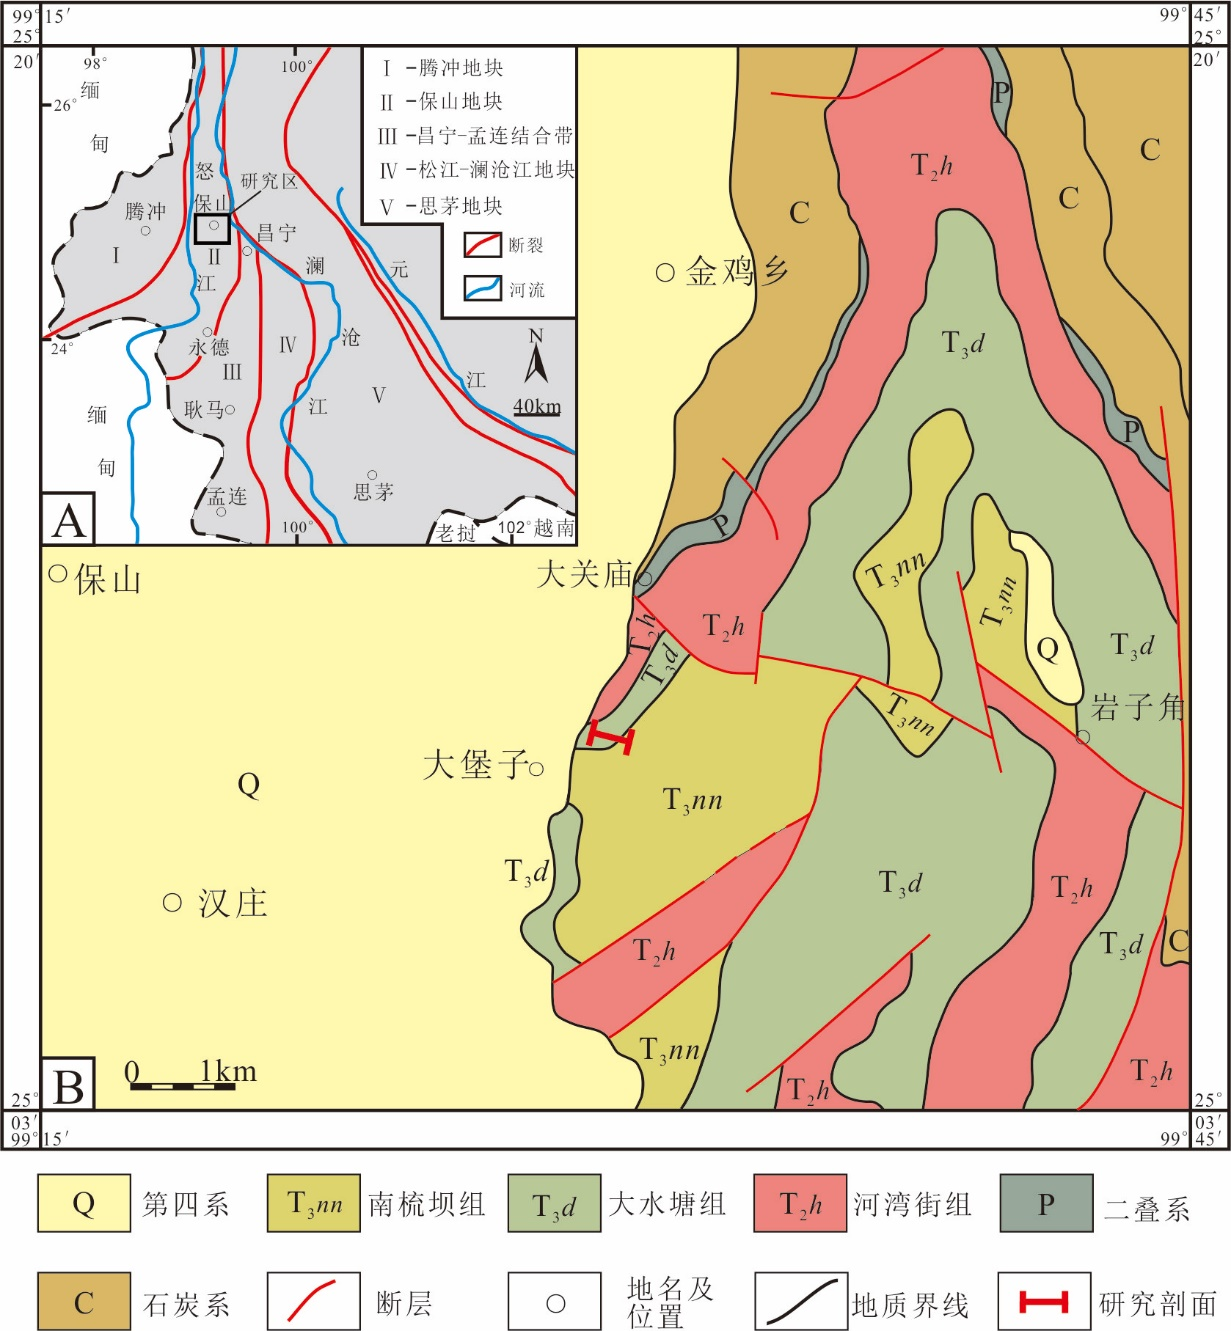 99° 15′
25°
20′
99° 45′
25°
20′
98°
100°
26°
24°
缅
甸
缅
甸
怒
江
保山
研究区
腾冲
昌宁
澜
沧
江
元
江
永德
耿马
孟连
思茅
老挝
越南
100°
102°
I
II
III
IV
V
I -腾冲地块
II -保山地块
III -昌宁-孟连结合带
IV -松江-澜沧江地块
V -思茅地块
断裂
河流
N
40km
A
C
T₂h
P
C
C
金鸡乡
T₃d
P
P
大关庙
保山
T₃nn
T₃nn
T₂h
T₂h
T₃d
Q
T₃d
岩子角
T₃nn
大堡子
Q
T₃nn
T₃d
T₃d
T₂h
汉庄
T₂h
T₃d
C
T₃nn
T₂h
T₂h
0 1km
B
25°
03′
99° 15′
25°
03′
99° 45′
Q 第四系
T₃nn 南梳坝组
T₃d 大水塘组
T₂h 河湾街组
P 二叠系
C 石炭系
断层
地名及
位置
地质界线
研究剖面